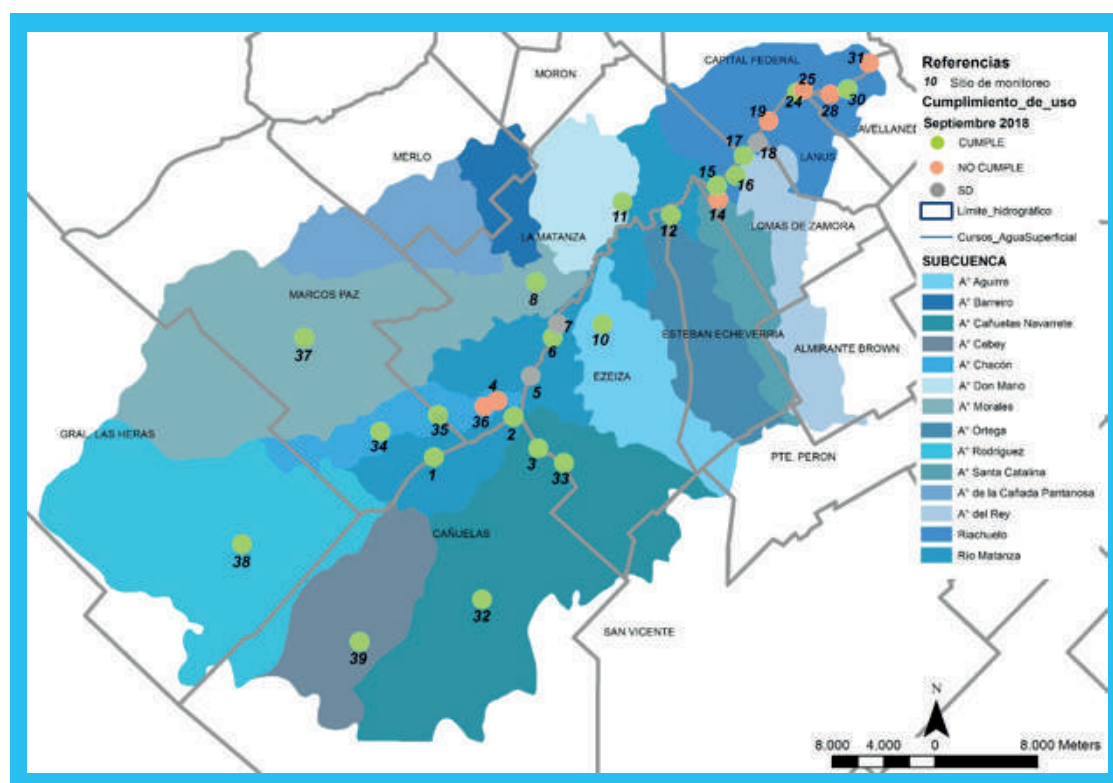 CAPITAL FEDERAL
31
MORON
25
24
28
30
19
AVELLANED
MERLO
17
18
LANUS
15
16
11
14
12
LOMAS DE ZAMORA
LA MATANZA
8
MARCOS PAZ
37
7
10
6
ESTEBAN ECHEVERRIA
ALMIRANTE BROWN
EZEIZA
4
5
36
35
2
GRAL. LAS HERAS
34
3
1
33
PTE. PERON
CAÑUELAS
38
32
39
SAN VICENTE
Referencias
10 Sitio de monitoreo
Cumplimiento_de_uso
Septiembre 2018
CUMPLE
NO CUMPLE
SD
Límite_hidrográfico
Cursos_AguaSuperficial
SUBCUENCA
A° Aguirre
A° Barreiro
A° Cañuelas Navarrete
A° Cebey
A° Chacón
A° Don Mario
A° Morales
A° Ortega
A° Rodríguez
A° Santa Catalina
A° de la Cañada Pantanosa
A° del Rey
Riachuelo
Río Matanza
N
8.000 4.000 0 8.000 Meters